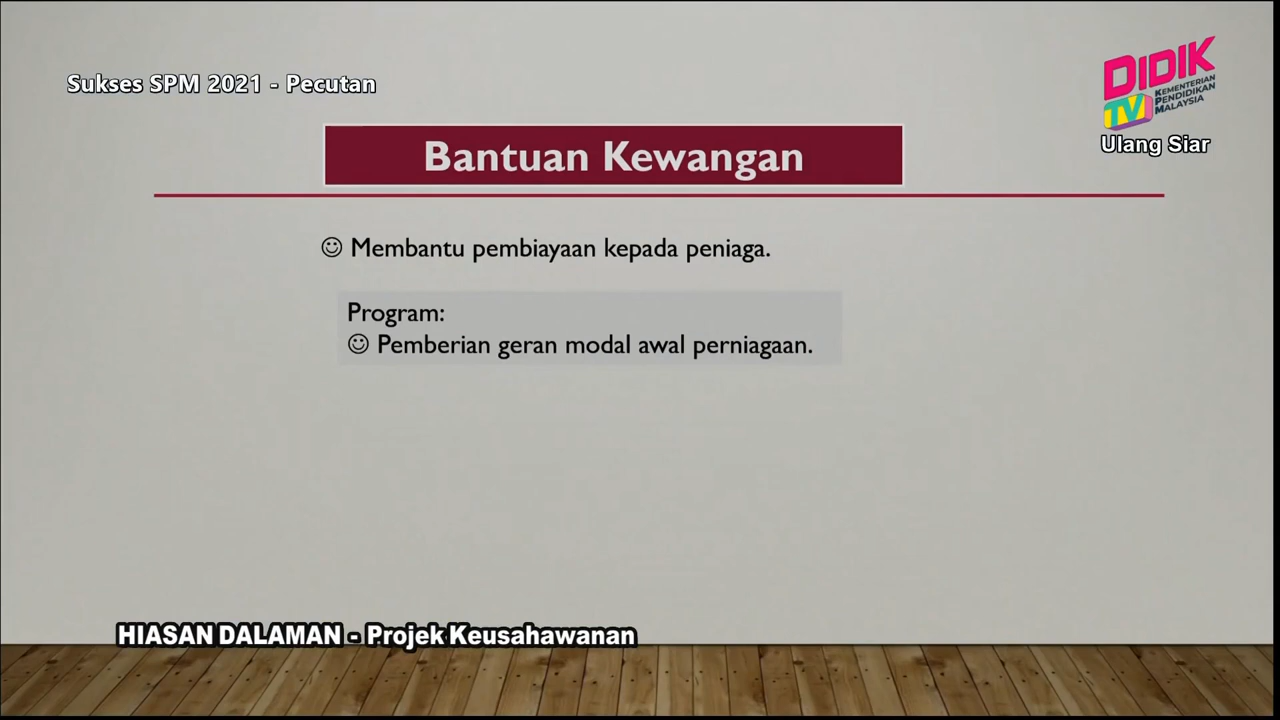 Sukses SPM 2021 - Pecutan
DIDIK
TV
KEMENTERIAN
PENDIDIKAN
MALAYSIA
Ulang Siar
Bantuan Kewangan
☺ Membantu pembiayaan kepada peniaga.
Program:
☺ Pemberian geran modal awal perniagaan.
HIASAN DALAMAN - Projek Keusahawanan